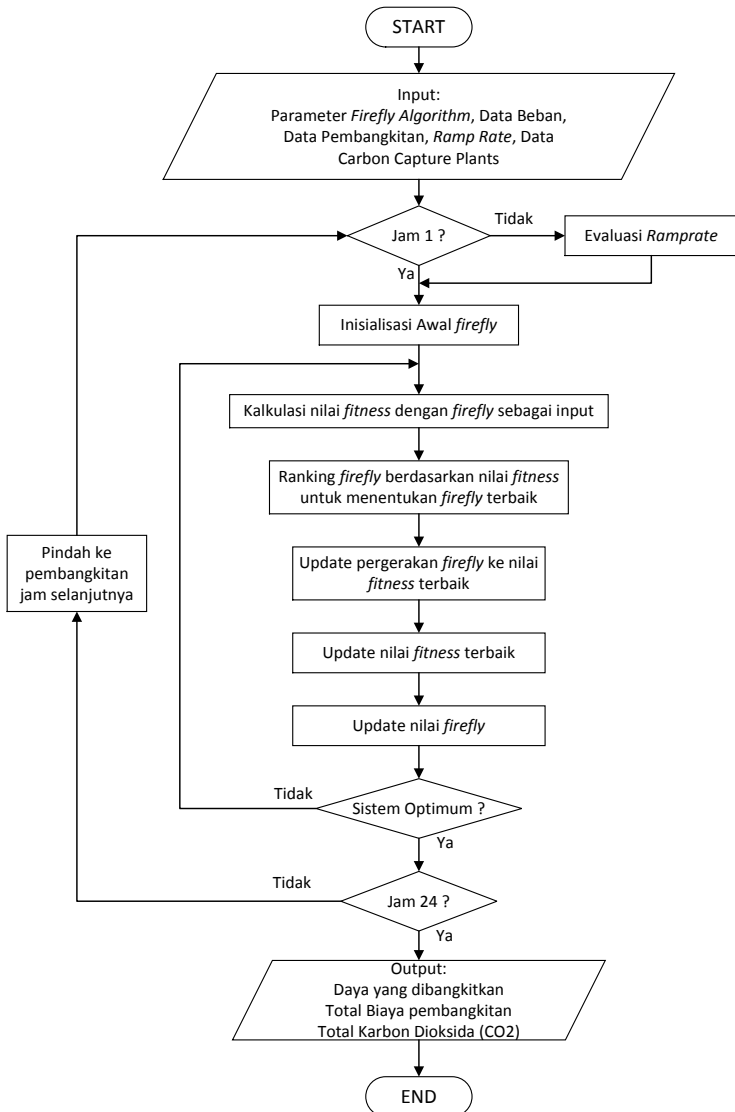 START
Input:
Parameter Firefly Algorithm, Data Beban,
Data Pembangkitan, Ramp Rate, Data
Carbon Capture Plants
Jam 1 ?
Tidak
Evaluasi Ramprate
Ya
Inisialisasi Awal firefly
Kalkulasi nilai fitness dengan firefly sebagai input
Ranking firefly berdasarkan nilai fitness
untuk menentukan firefly terbaik
Pindah ke
pembangkitan
jam selanjutnya
Update pergerakan firefly ke nilai
fitness terbaik
Update nilai fitness terbaik
Update nilai firefly
Tidak
Sistem Optimum ?
Ya
Tidak
Jam 24 ?
Ya
Output:
Daya yang dibangkitkan
Total Biaya pembangkitan
Total Karbon Dioksida (CO2)
END